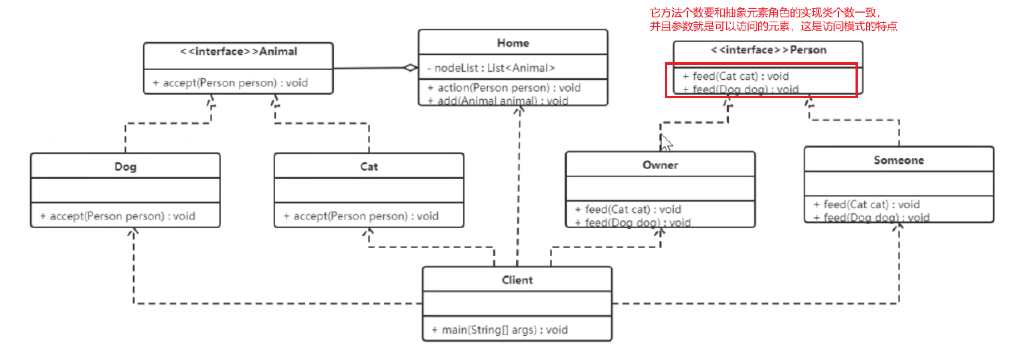 它方法个数要和抽象元素角色的实现类个数一致，
并且参数就是可以访问的元素，这是访问模式的特点
<<interface>>Animal
+ accept(Person person) : void
Home
- nodeList : List<Animal>
+ action(Person person) : void
+ add(Animal animal) : void
<<interface>>Person
+ feed(Cat cat) : void
+ feed(Dog dog) : void
Dog
+ accept(Person person) : void
Cat
+ accept(Person person) : void
Owner
+ feed(Cat cat) : void
+ feed(Dog dog) : void
Someone
+ feed(Cat cat) : void
+ feed(Dog dog) : void
Client
+ main(String[] args) : void